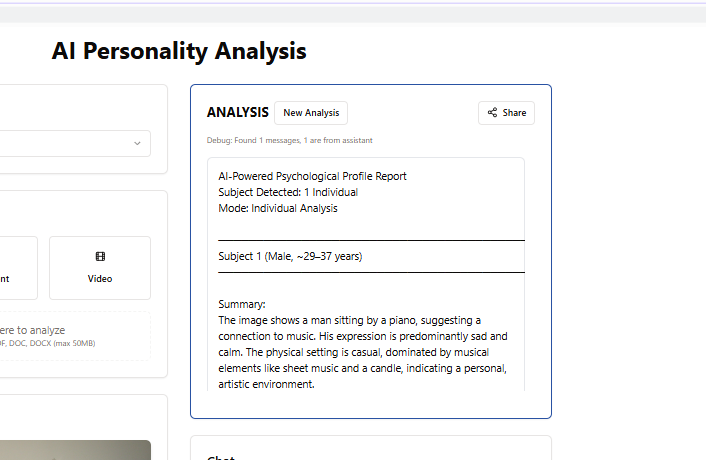 AI Personality Analysis
ANALYSIS New Analysis Share
Debug: Found 1 messages, 1 are from assistant
AI-Powered Psychological Profile Report
Subject Detected: 1 Individual
Mode: Individual Analysis
Subject 1 (Male, ~29–37 years)
Summary:
The image shows a man sitting by a piano, suggesting a
connection to music. His expression is predominantly sad and
calm. The physical setting is casual, dominated by musical
elements like sheet music and a candle, indicating a personal,
artistic environment.
nt
Video
ere to analyze
F, DOC, DOCX (max 50MB)
Chat